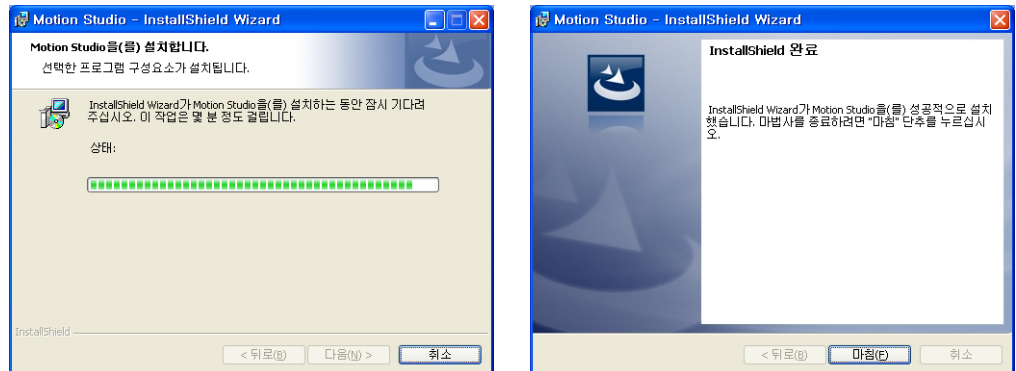 Motion Studio - InstallShield Wizard
Motion Studio을(를) 설치합니다.
선택한 프로그램 구성요소가 설치됩니다.
InstallShield Wizard가 Motion Studio을(를) 설치하는 동안 잠시 기다려
주십시오. 이 작업은 몇 분 정도 걸립니다.
상태:
InstallShield
< 뒤로(B)
다음(N) >
취소
Motion Studio - InstallShield Wizard
InstallShield 완료
InstallShield Wizard가 Motion Studio을(를) 성공적으로 설치
했습니다. 마법사를 종료하려면 "마침" 단추를 누르십시
오.
< 뒤로(B)
마침(F)
취소